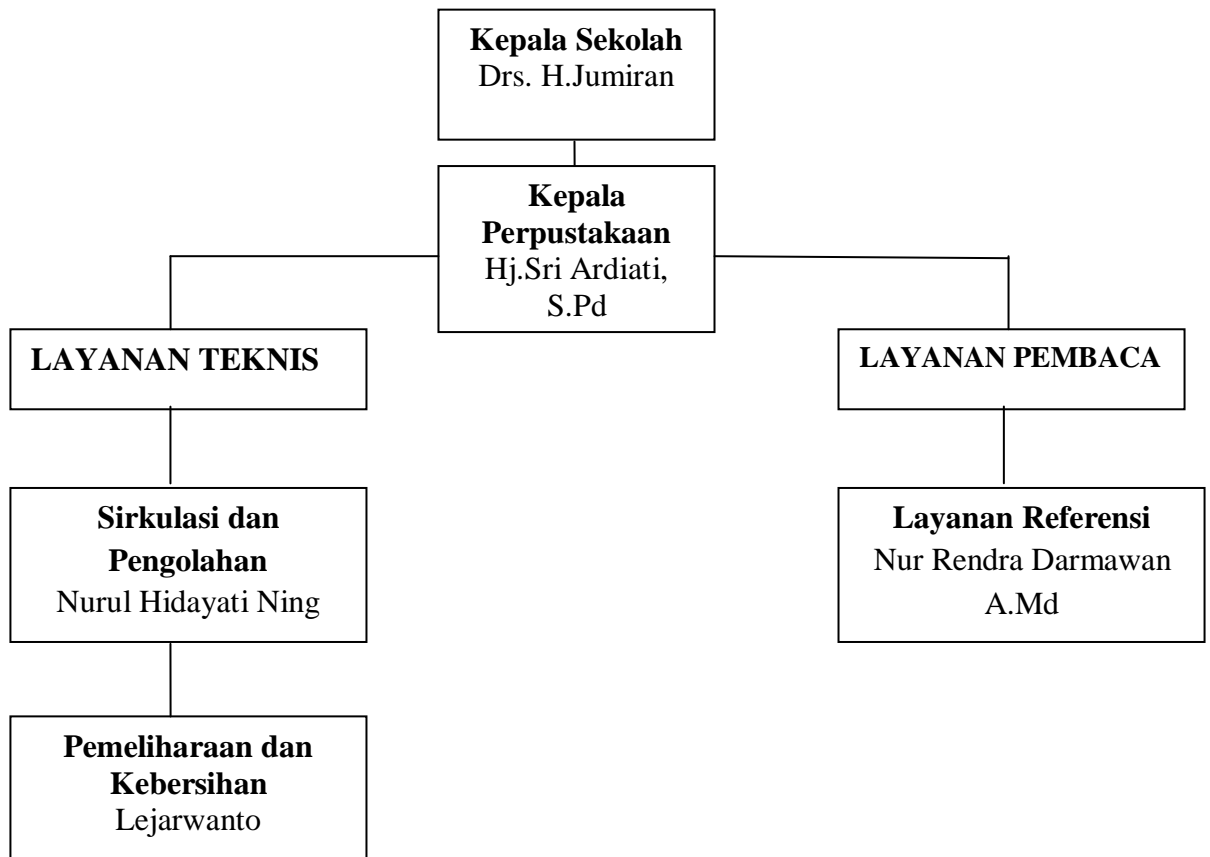 Kepala Sekolah
Drs. H.Jumiran
Kepala
Perpustakaan
Hj.Sri Ardiati,
S.Pd
LAYANAN TEKNIS
LAYANAN PEMBACA
Sirkulasi dan
Pengolahan
Nurul Hidayati Ning
Layanan Referensi
Nur Rendra Darmawan
A.Md
Pemeliharaan dan
Kebersihan
Lejarwanto